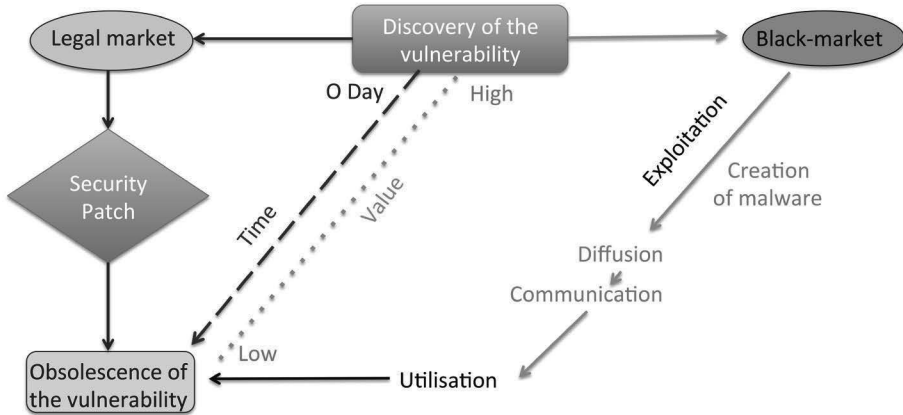 Legal market
Discovery of the
vulnerability
Black-market
O Day
High
Exploitation
Security
Patch
Creation
of malware
Time
Value
Diffusion
Communication
Low
Obsolescence of
the vulnerability
Utilisation